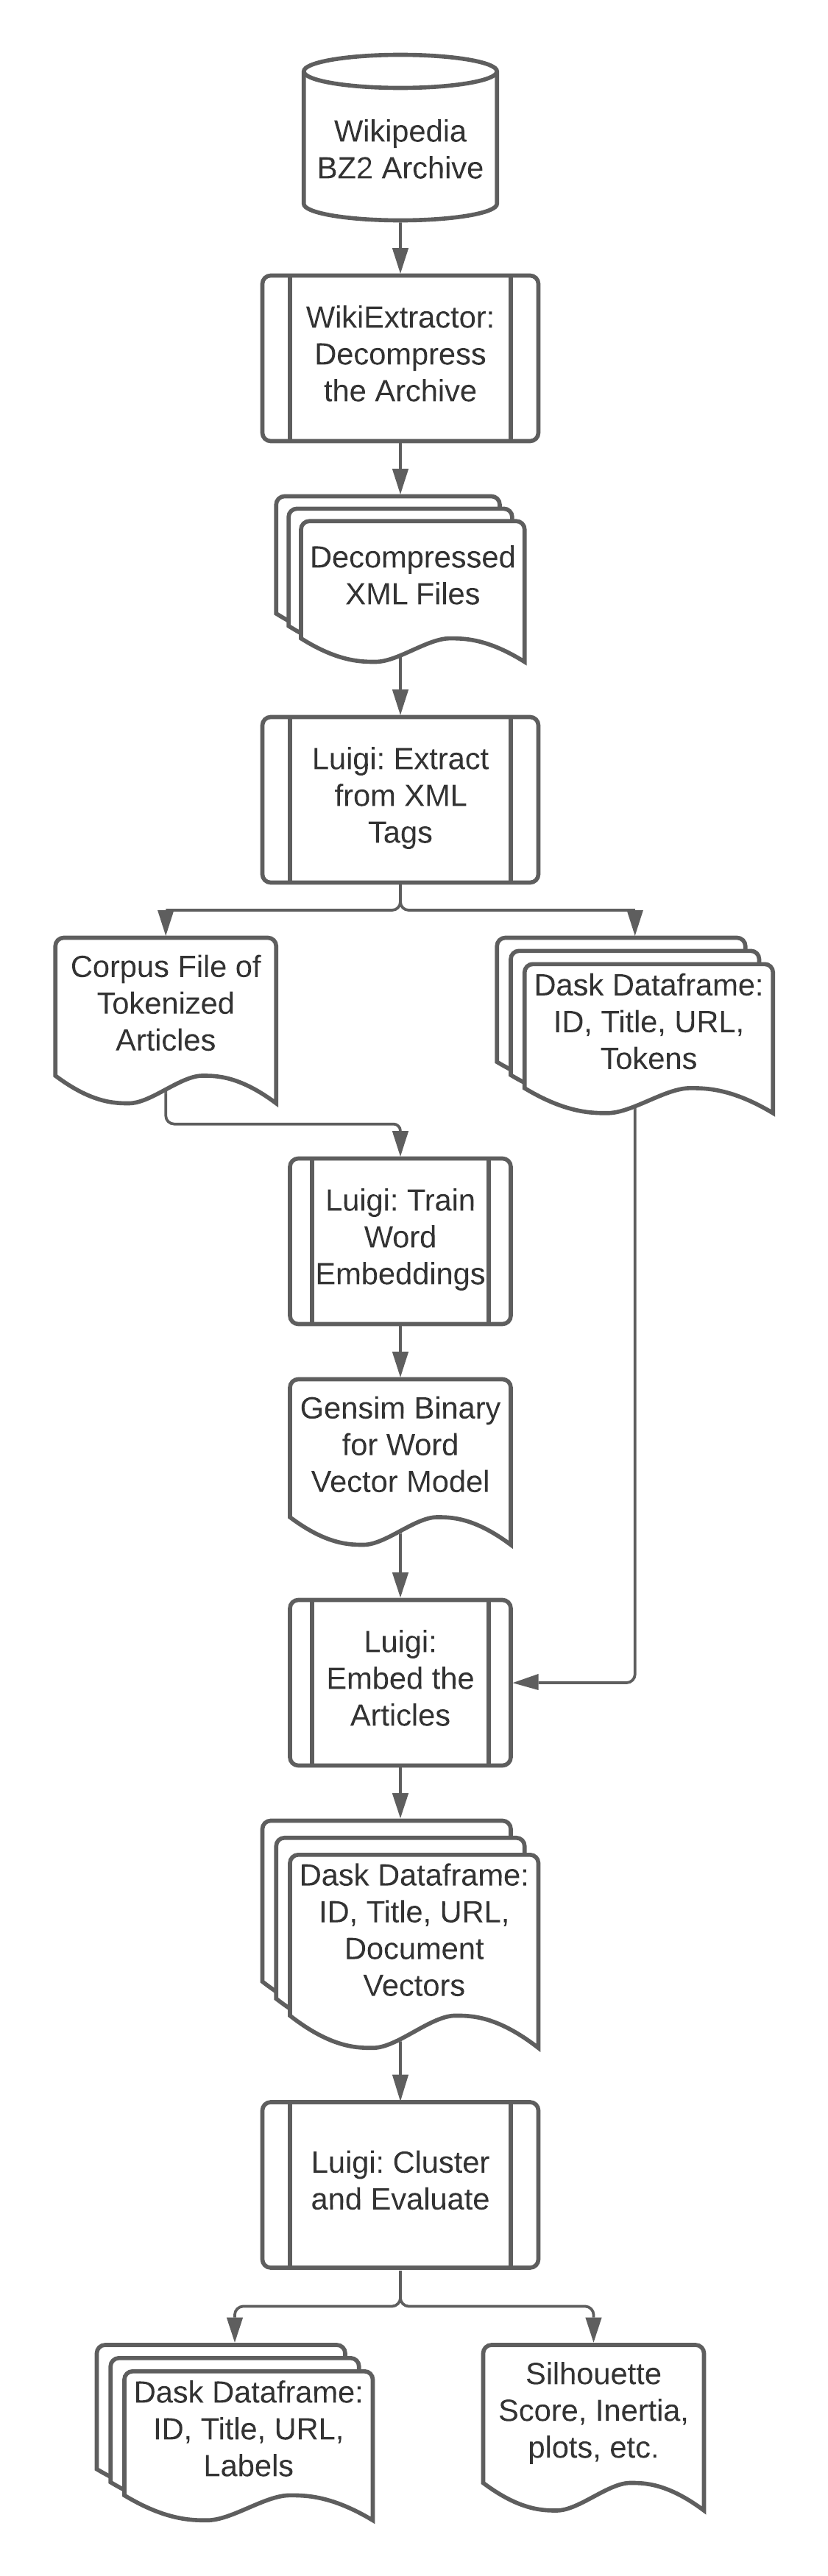 Wikipedia
BZ2 Archive
WikiExtractor:
Decompress
the Archive
Decompressed
XML Files
Luigi: Extract
from XML
Tags
Corpus File of
Tokenized
Articles
Dask Dataframe:
ID, Title, URL,
Tokens
Luigi: Train
Word
Embeddings
Gensim Binary
for Word
Vector Model
Luigi:
Embed the
Articles
Dask Dataframe:
ID, Title, URL,
Document
Vectors
Luigi: Cluster
and Evaluate
Dask Dataframe:
ID, Title, URL,
Labels
Silhouette
Score, Inertia,
plots, etc.